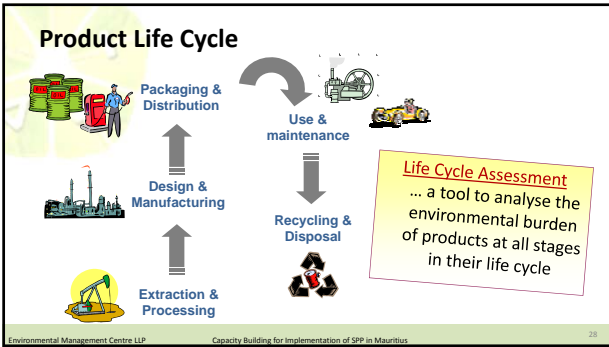 Product Life Cycle
Packaging &
Distribution
Use &
maintenance
Design &
Manufacturing
Recycling &
Disposal
Extraction &
Processing
Life Cycle Assessment
... a tool to analyse the
environmental burden
of products at all stages
in their life cycle
Environmental Management Centre LLP
Capacity Building for Implementation of SPP in Mauritius
28